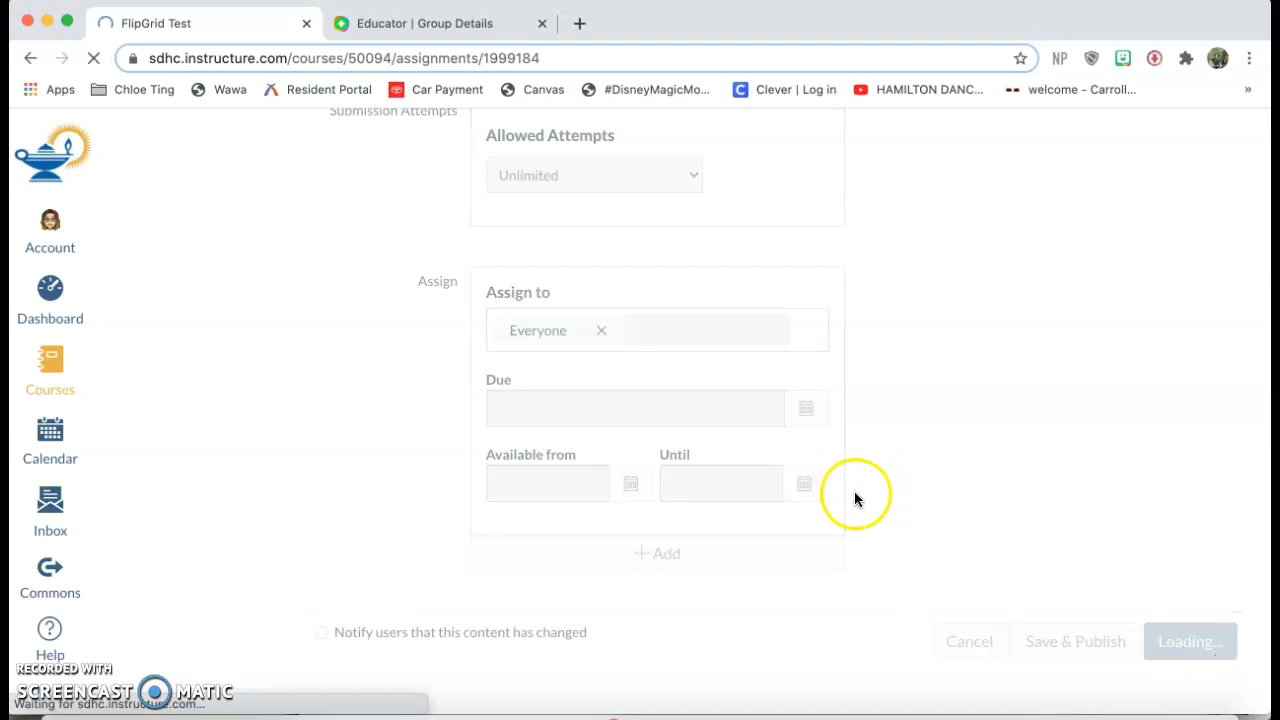 FlipGrid Test
Educator | Group Details
sdhc.instructure.com/courses/50094/assignments/1999184
NP
Apps Chloe Ting Wawa Resident Portal Car Payment Canvas #DisneyMagicMo... Clever | Log in HAMILTON DANC... welcome - Carroll... »
Submission Attempts
Allowed Attempts
Unlimited
Account
Assign
Assign to
Dashboard
Everyone
Due
Courses
Available from Until
Calendar
Inbox
+ Add
Commons
Notify users that this content has changed
Cancel Save & Publish Loading...
Help
RECORDED WITH
SCREENCAST MATIC
Waiting for sdhc.instructure.com...